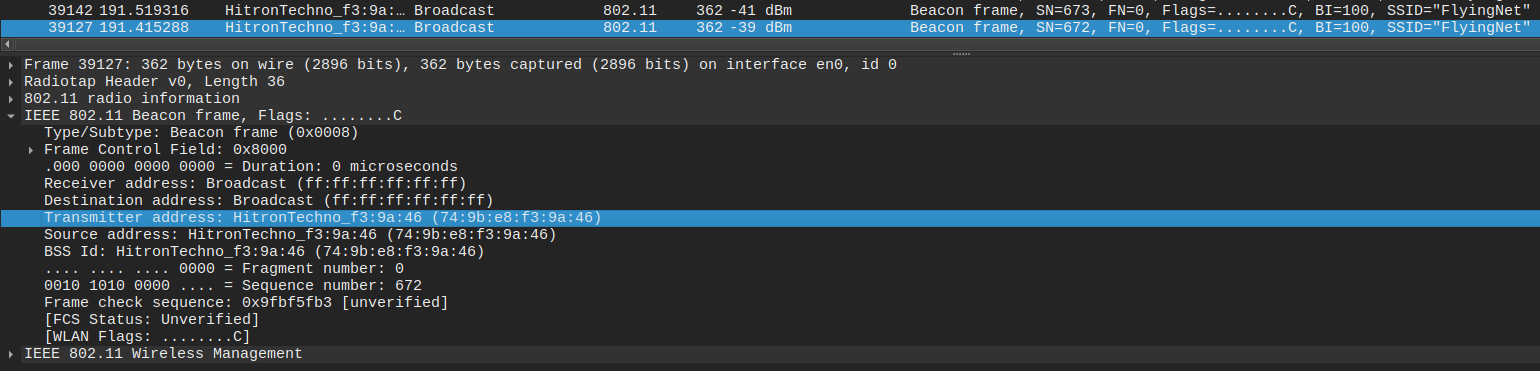 39142 191.519316 HitronTechno_f3:9a:… Broadcast 802.11 362 -41 dBm Beacon frame, SN=673, FN=0, Flags=........C, BI=100, SSID="FlyingNet"
39127 191.415288 HitronTechno_f3:9a:… Broadcast 802.11 362 -39 dBm Beacon frame, SN=672, FN=0, Flags=........C, BI=100, SSID="FlyingNet"
Frame 39127: 362 bytes on wire (2896 bits), 362 bytes captured (2896 bits) on interface en0, id 0
Radiotap Header v0, Length 36
802.11 radio information
IEEE 802.11 Beacon frame, Flags: ........C
Type/Subtype: Beacon frame (0x0008)
Frame Control Field: 0x8000
.000 0000 0000 0000 = Duration: 0 microseconds
Receiver address: Broadcast (ff:ff:ff:ff:ff:ff)
Destination address: Broadcast (ff:ff:ff:ff:ff:ff)
Transmitter address: HitronTechno_f3:9a:46 (74:9b:e8:f3:9a:46)
Source address: HitronTechno_f3:9a:46 (74:9b:e8:f3:9a:46)
BSS Id: HitronTechno_f3:9a:46 (74:9b:e8:f3:9a:46)
.... .... .... 0000 = Fragment number: 0
0010 1010 0000 .... = Sequence number: 672
Frame check sequence: 0x9fbf5fb3 [unverified]
[FCS Status: Unverified]
[WLAN Flags: ........C]
IEEE 802.11 Wireless Management